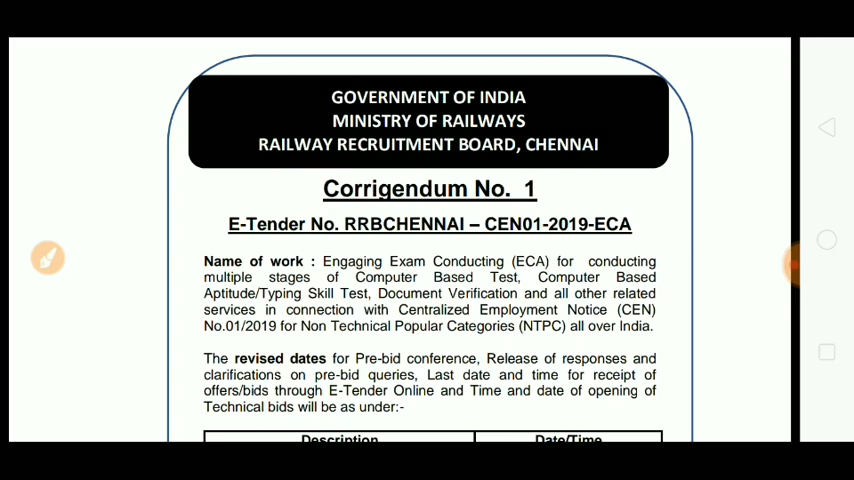 GOVERNMENT OF INDIA
MINISTRY OF RAILWAYS
RAILWAY RECRUITMENT BOARD, CHENNAI
Corrigendum No. 1
E-Tender No. RRBCHENNAI – CEN01-2019-ECA
Name of work : Engaging Exam Conducting (ECA) for conducting
multiple stages of Computer Based Test, Computer Based
Aptitude/Typing Skill Test, Document Verification and all other related
services in connection with Centralized Employment Notice (CEN)
No.01/2019 for Non Technical Popular Categories (NTPC) all over India.
The revised dates for Pre-bid conference, Release of responses and
clarifications on pre-bid queries, Last date and time for receipt of
offers/bids through E-Tender Online and Time and date of opening of
Technical bids will be as under:-
Description Date/Time